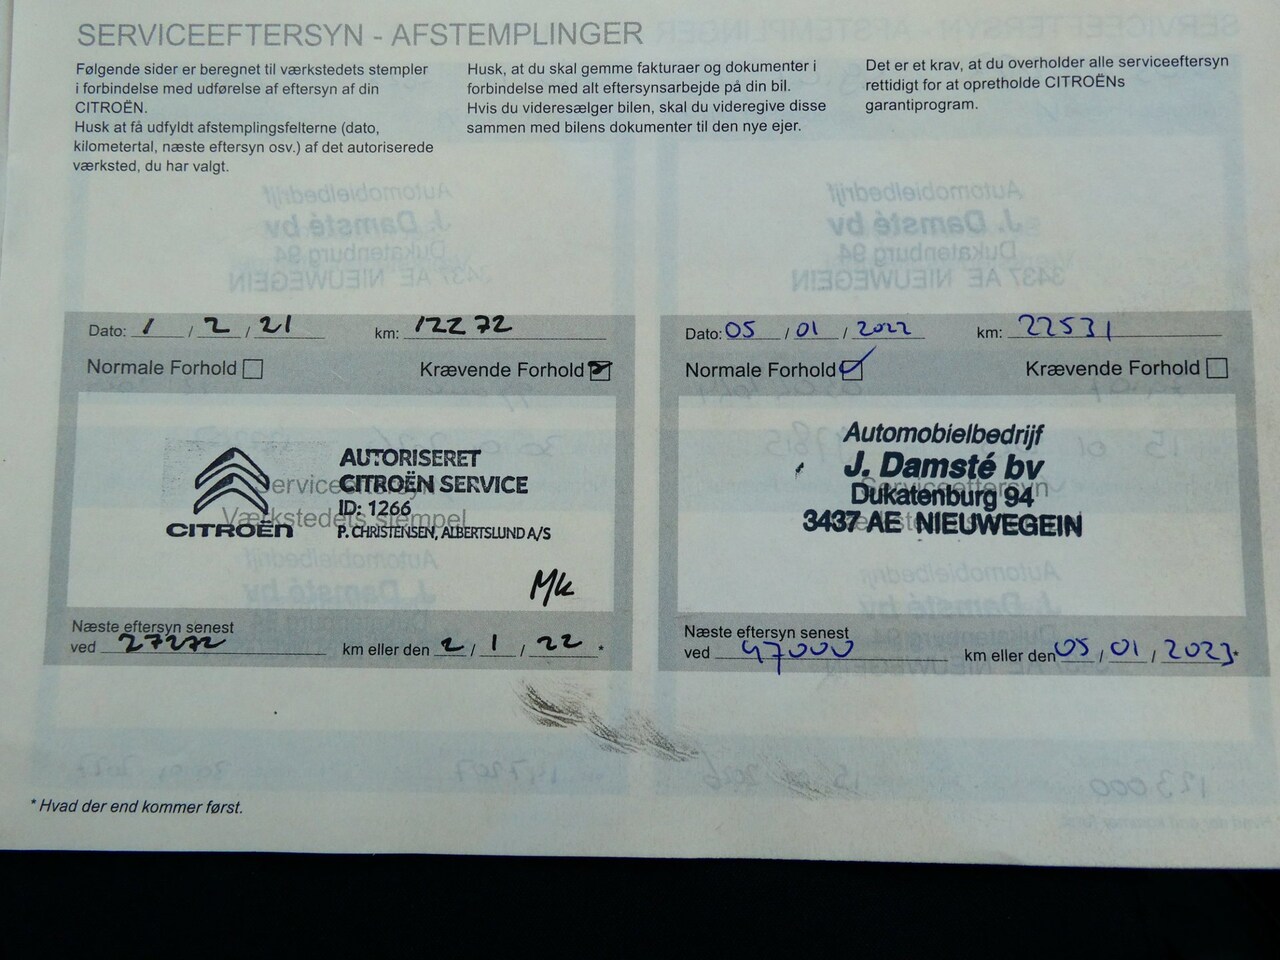 SERVICEEFTERSYN - AFSTEMPLINGER
Følgende sider er beregnet til værkstedets stempler
i forbindelse med udførelse af eftersyn af din
CITROËN.
Husk at få udfyldt afstemplingsfelterne (dato,
kilometertal, næste eftersyn osv.) af det autoriserede
værksted, du har valgt.
Husk, at du skal gemme fakturaer og dokumenter i
forbindelse med alt eftersynsarbejde på din bil.
Hvis du videresælger bilen, skal du videregive disse
sammen med bilens dokumenter til den nye ejer.
Det er et krav, at du overholder alle serviceeftersyn
rettidigt for at opretholde CITROËNs
garantiprogram.
Dato: 1 / 2 / 21 km: 12272
Normale Forhold Krævende Forhold
Serviceeftersyn
Værkstedets stempel
CITROËN
AUTORISERET
CITROËN SERVICE
ID: 1266
P. CHRISTENSEN, ALBERTSLUND A/S
Mk
Næste eftersyn senest
ved 27272 km eller den 2 / 1 / 22 *
Dato: 05 / 01 / 2022 km: 22531
Normale Forhold Krævende Forhold
Serviceeftersyn
Automobielbedrijf
J. Damsté bv
Dukatenburg 94
3437 AE NIEUWEGEIN
Næste eftersyn senest
ved 47000 km eller den 05 / 01 / 2023 *
* Hvad der end kommer først.